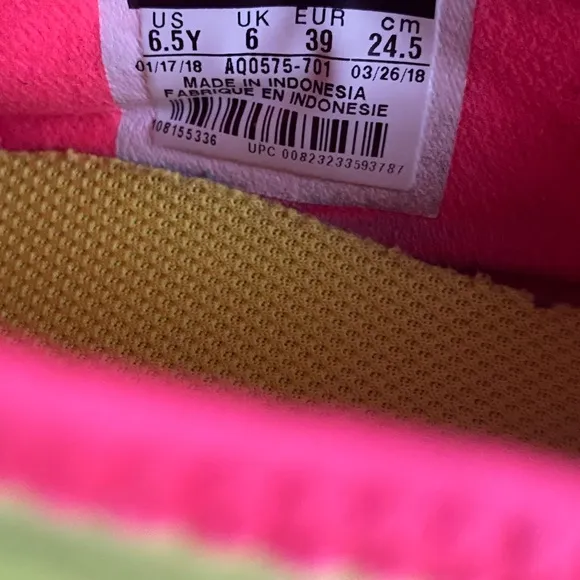 US UK EUR cm
6.5Y 6 39 24.5
01/17/18 AQ0575-701 03/26/18
MADE IN INDONESIA
FABRIQUE EN INDONESIE
108155336
UPC 00823233593787